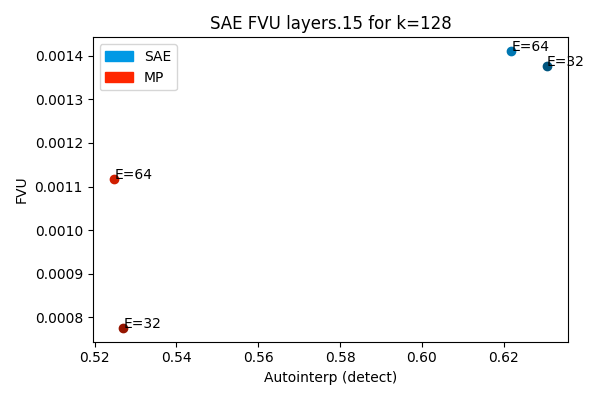 SAE FVU layers.15 for k=128
SAE
MP
E=64
E=32
E=64
E=32
0.0014
0.0013
0.0012
0.0011
0.0010
0.0009
0.0008
FVU
0.52
0.54
0.56
0.58
0.60
0.62
Autointerp (detect)